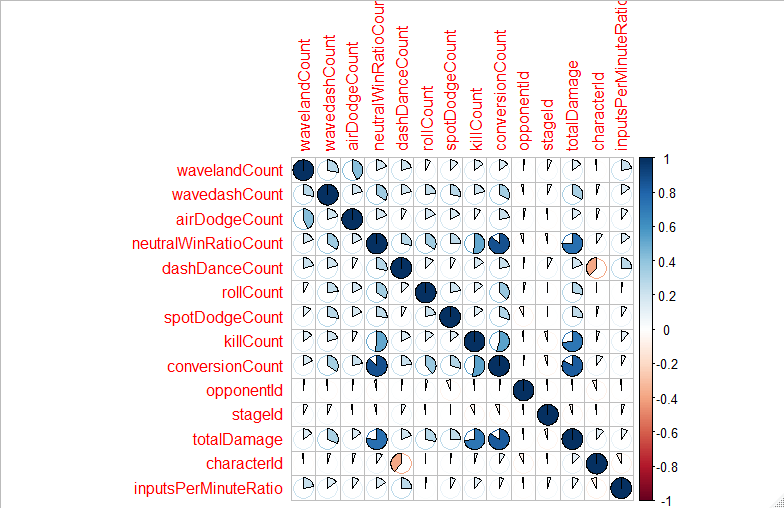 wavelandCount
wavedashCount
airDodgeCount
neutralWinRatioCount
dashDanceCount
rollCount
spotDodgeCount
killCount
conversionCount
opponentId
stageId
totalDamage
characterId
inputsPerMinuteRatio
wavelandCount
wavedashCount
airDodgeCount
neutralWinRatioCount
dashDanceCount
rollCount
spotDodgeCount
killCount
conversionCount
opponentId
stageId
totalDamage
characterId
inputsPerMinuteRatio
1
0.8
0.6
0.4
0.2
0
-0.2
-0.4
-0.6
-0.8
-1